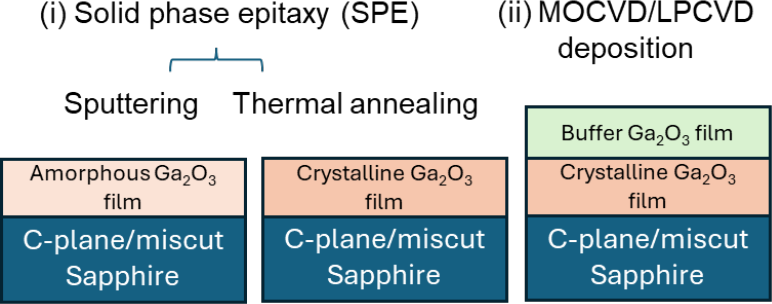 (i) Solid phase epitaxy (SPE)
Sputtering
Thermal annealing
Amorphous Ga₂O₃
film
C-plane/miscut
Sapphire
Crystalline Ga₂O₃
film
C-plane/miscut
Sapphire
(ii) MOCVD/LPCVD
deposition
Buffer Ga₂O₃ film
Crystalline Ga₂O₃
film
C-plane/miscut
Sapphire